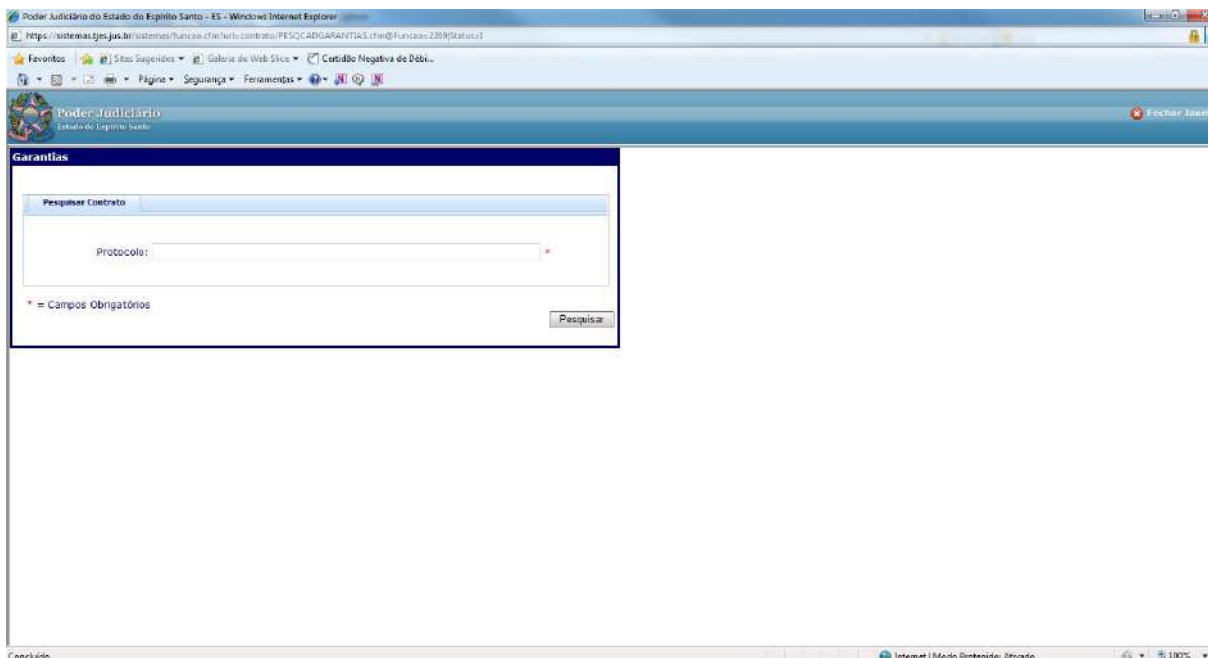 Poder Judiciário do Estado do Espírito Santo - ES - Windows Internet Explorer
https://sistemas.tjes.jus.br/sistemas/funcao.cfm?url=contrato/PESQCADGARANTIAS.cfm@Funcao=2209|Status=I
Favoritos Sites Sugeridos Galeria do Web Slice Certidão Negativa de Débi...
Página Segurança Ferramentas
Poder Judiciário
Estado do Espírito Santo
Fechar Janel
Garantias
Pesquisar Contrato
Protocolo: *
* = Campos Obrigatórios
Pesquisar
Concluído
Internet | Modo Protegido: Ativado 100%